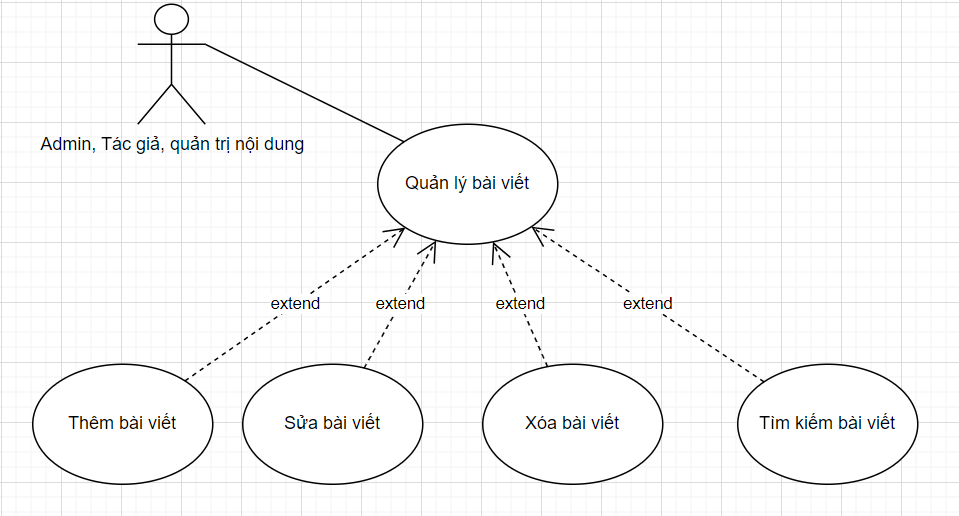 Admin, Tác giả, quản trị nội dung
Quản lý bài viết
extend
extend
extend
extend
Thêm bài viết
Sửa bài viết
Xóa bài viết
Tìm kiếm bài viết